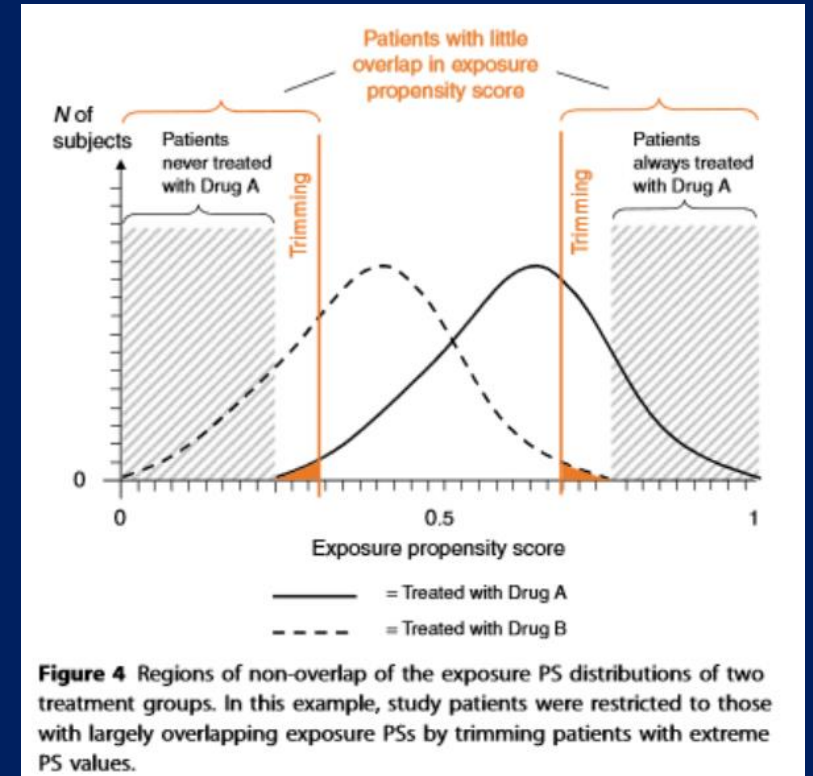 Patients with little
overlap in exposure
propensity score
N of
subjects
Patients
never treated
with Drug A
Trimming
Trimming
Patients
always treated
with Drug A
0
0
0.5
1
Exposure propensity score
= Treated with Drug A
= Treated with Drug B
Figure 4 Regions of non-overlap of the exposure PS distributions of two
treatment groups. In this example, study patients were restricted to those
with largely overlapping exposure PSs by trimming patients with extreme
PS values.